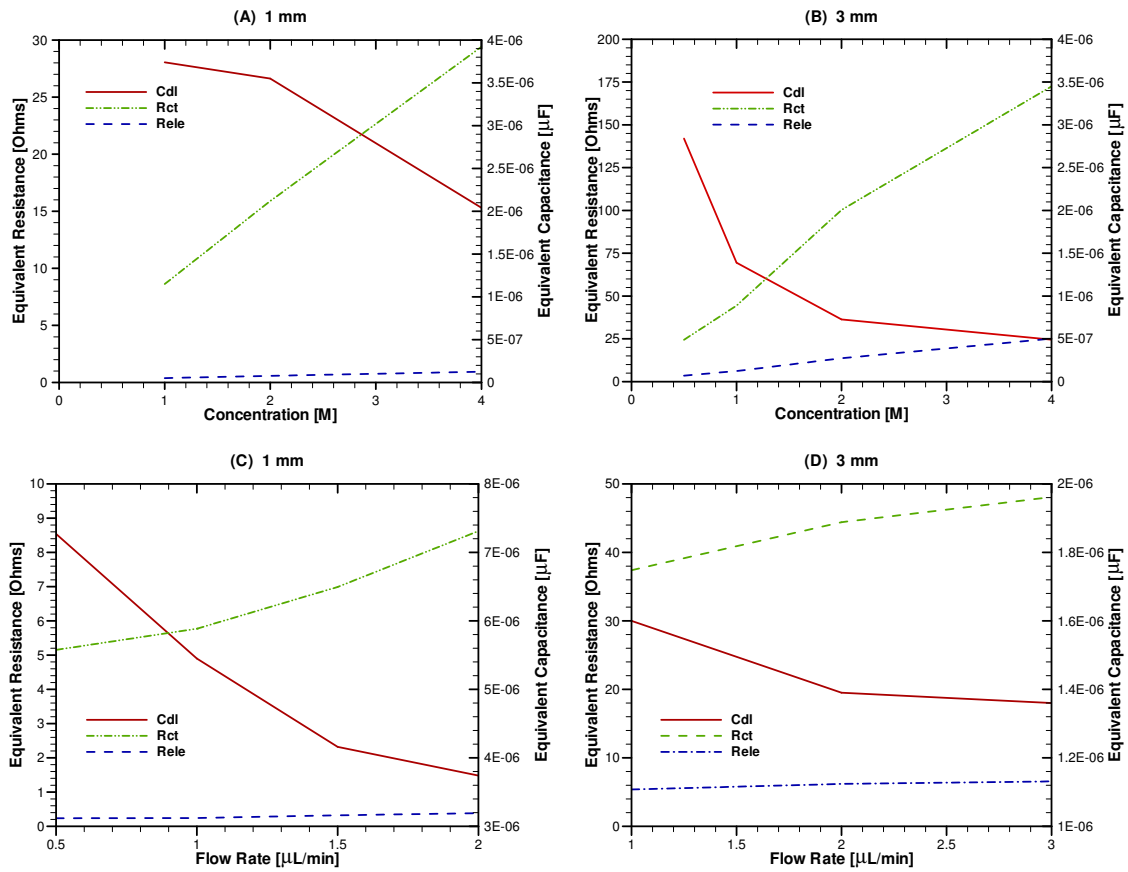 (A) 1 mm
30
25
20
15
10
5
0
Equivalent Resistance [Ohms]
Cdl
Rct
Rele
4E-06
3.5E-06
3E-06
2.5E-06
2E-06
1.5E-06
1E-06
5E-07
0
Equivalent Capacitance [µF]
0 1 2 3 4
Concentration [M]
(B) 3 mm
200
175
150
125
100
75
50
25
0
Equivalent Resistance [Ohms]
Cdl
Rct
Rele
4E-06
3.5E-06
3E-06
2.5E-06
2E-06
1.5E-06
1E-06
5E-07
0
Equivalent Capacitance [µF]
0 1 2 3 4
Concentration [M]
(C) 1 mm
10
9
8
7
6
5
4
3
2
1
0
Equivalent Resistance [Ohms]
Cdl
Rct
Rele
8E-06
7E-06
6E-06
5E-06
4E-06
3E-06
Equivalent Capacitance [µF]
0.5 1 1.5 2
Flow Rate [µL/min]
(D) 3 mm
50
40
30
20
10
0
Equivalent Resistance [Ohms]
Cdl
Rct
Rele
2E-06
1.8E-06
1.6E-06
1.4E-06
1.2E-06
1E-06
Equivalent Capacitance [µF]
1 1.5 2 2.5 3
Flow Rate [µL/min]